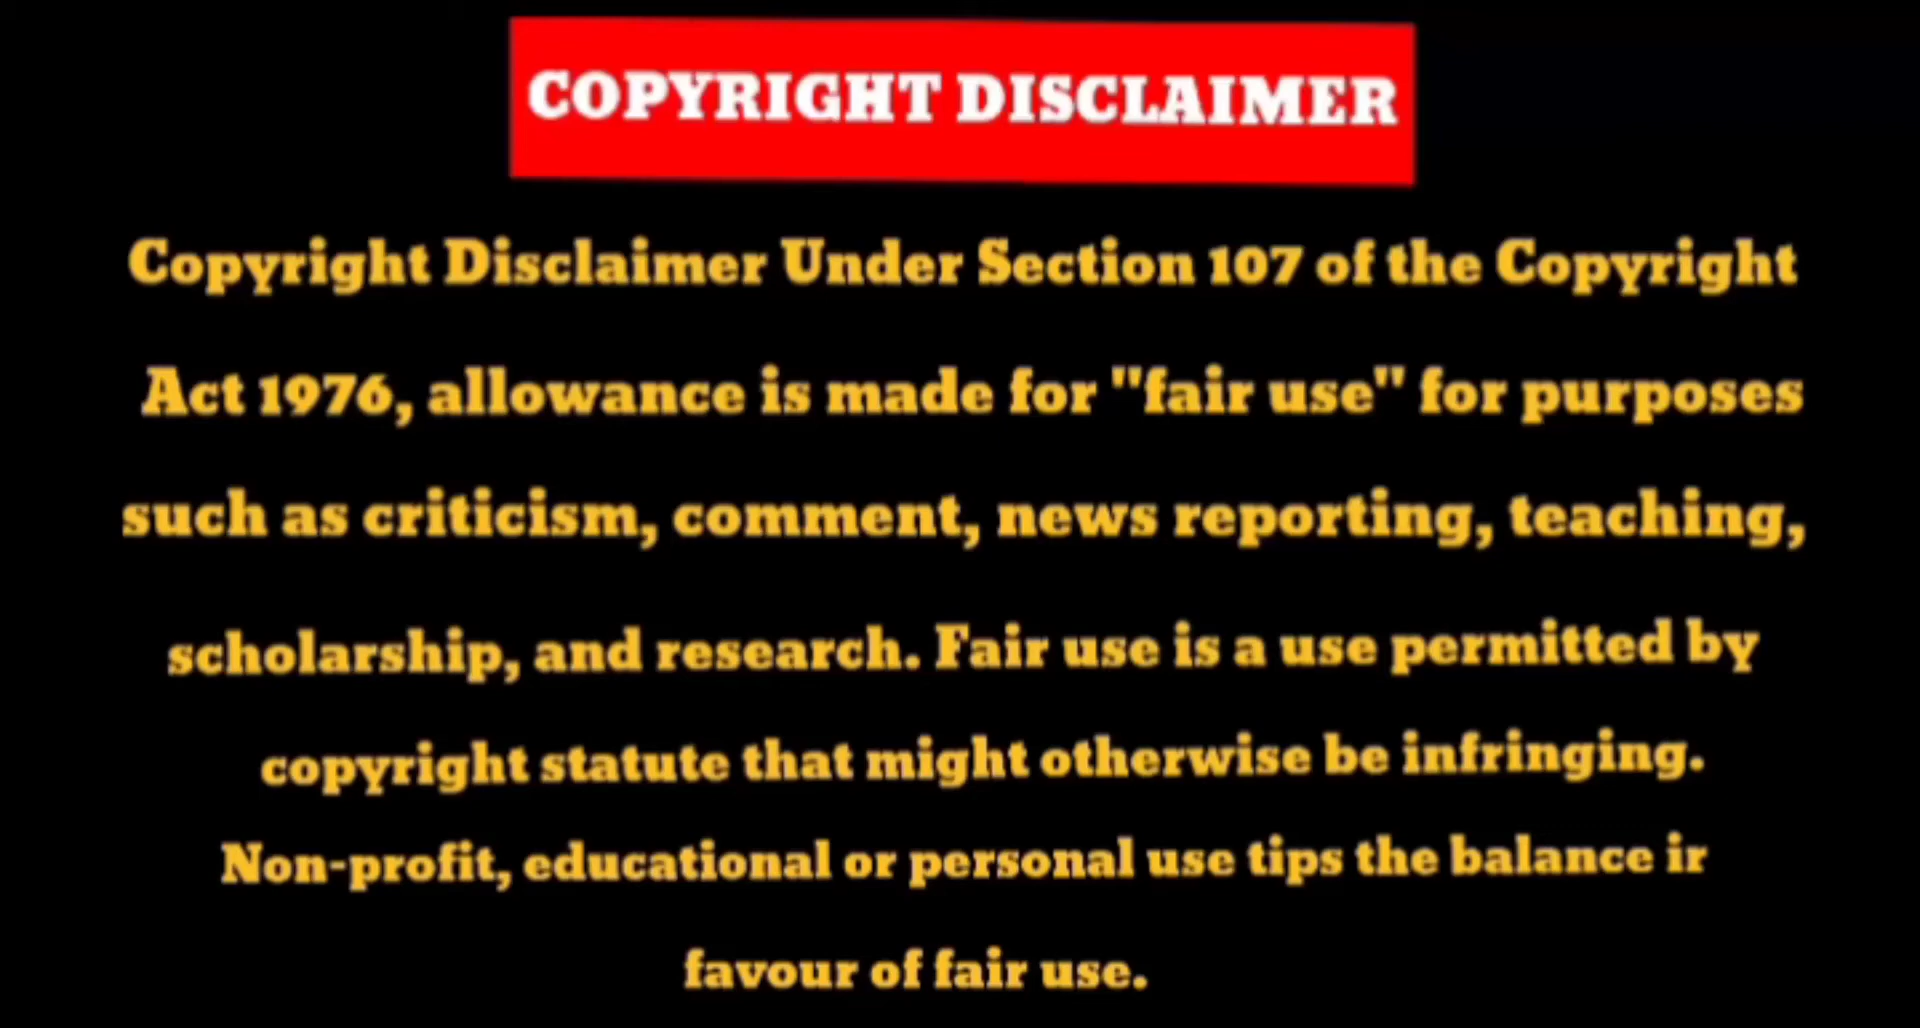 COPYRIGHT DISCLAIMER
Copyright Disclaimer Under Section 107 of the Copyright
Act 1976, allowance is made for "fair use" for purposes
such as criticism, comment, news reporting, teaching,
scholarship, and research. Fair use is a use permitted by
copyright statute that might otherwise be infringing.
Non-profit, educational or personal use tips the balance ir
favour of fair use.